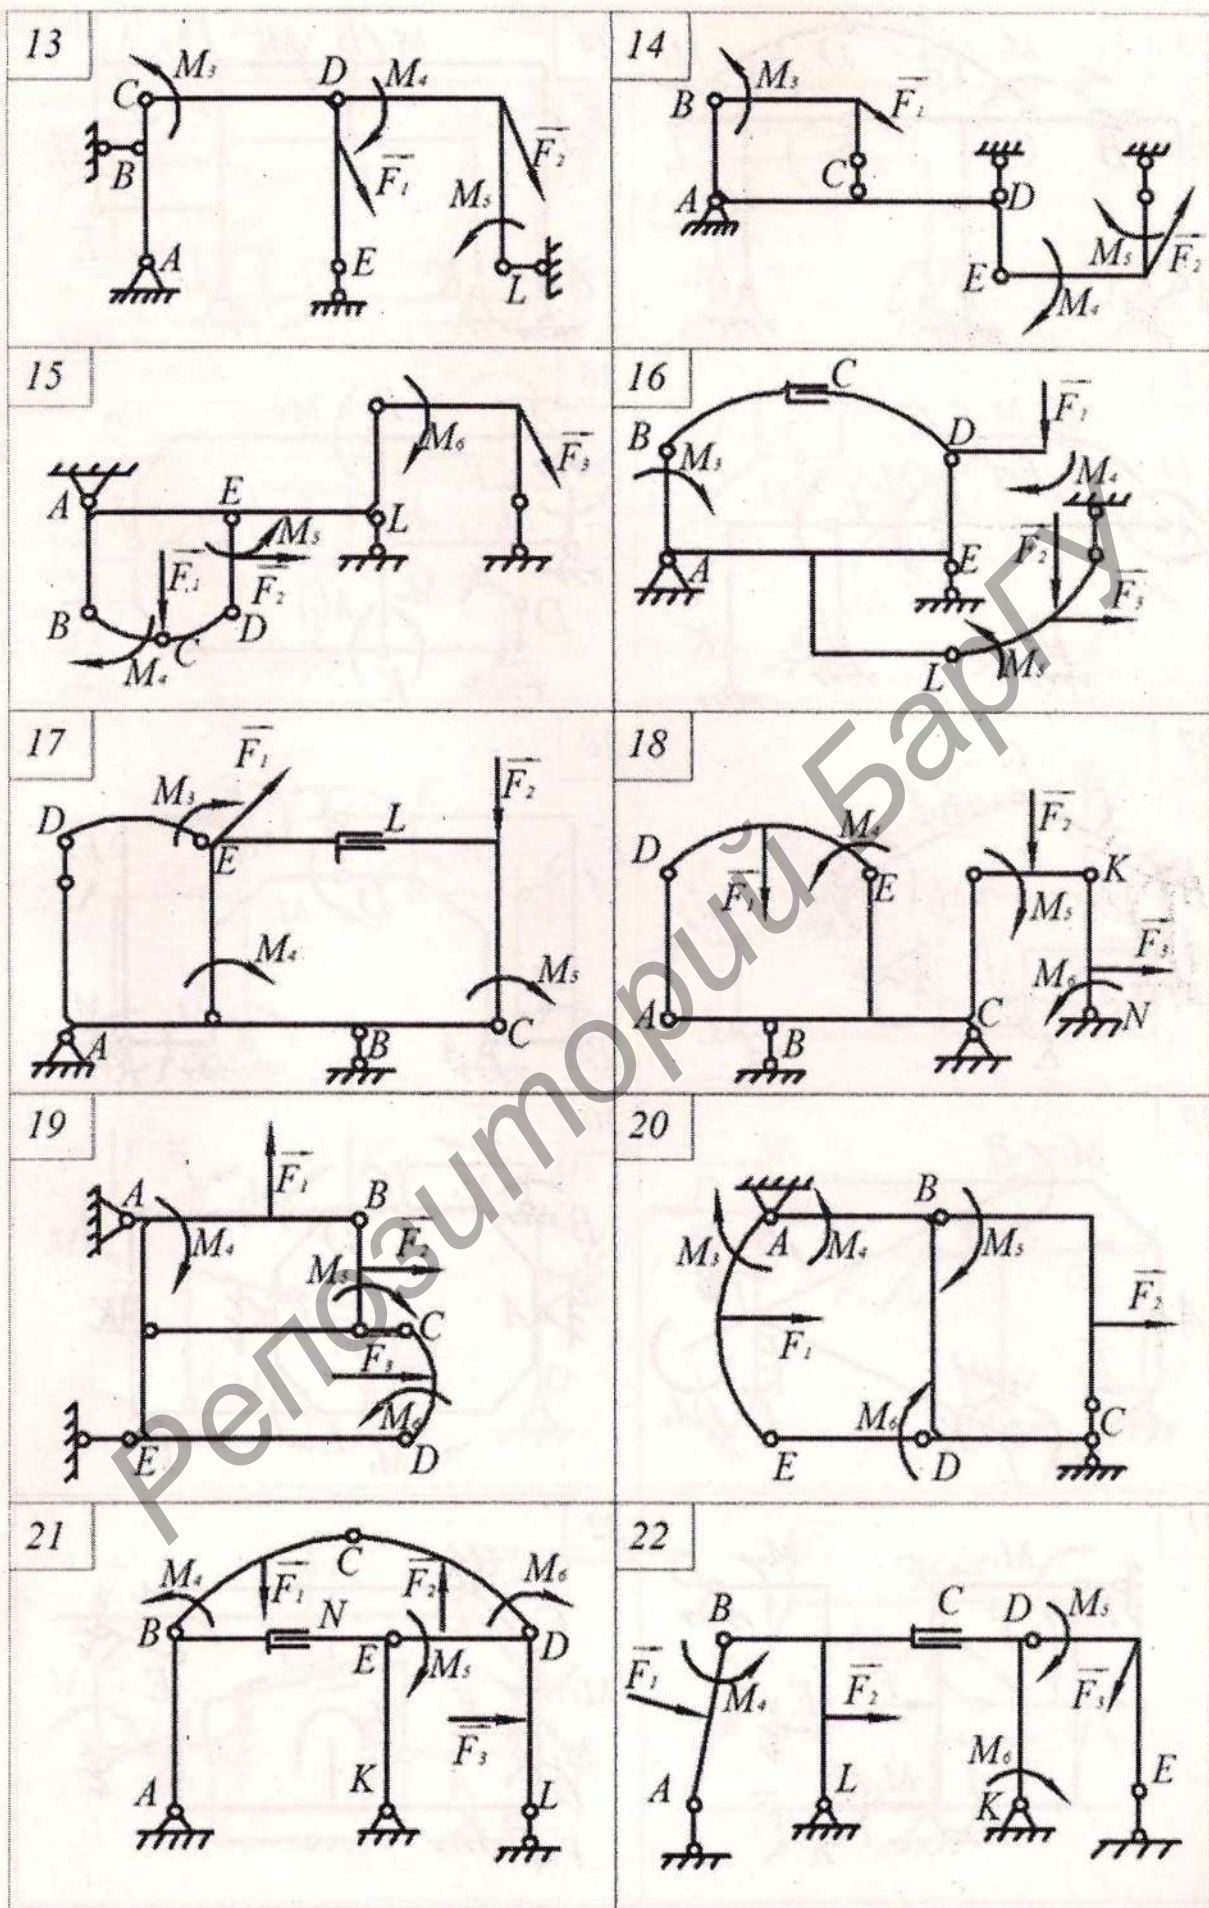 13
C
M₃
D
M₄
B
F₁
F₂
M₅
A
E
L
14
B
M₃
F₁
C
A
D
M₅
F₂
E
M₄
15
M₆
F₃
A
E
M₅
L
F₁
F₂
B
C
D
M₄
16
C
F₁
B
M₃
D
M₄
A
E
F₂
F₃
L
M₅
17
F₁
F₂
M₃
D
E
L
M₄
M₅
A
B
C
18
F₂
D
M₄
F₁
E
K
M₅
F₃
M₆
A
B
C
N
19
A
F₁
B
M₄
F₂
M₅
C
F₃
M₆
E
D
20
B
M₃
A
M₄
M₅
F₁
F₂
M₆
E
D
C
21
C
M₄
F₁
F₂
M₆
B
N
E
M₅
D
F₃
A
K
L
22
B
C
D
M₅
F₁
M₄
F₂
F₃
M₆
A
L
K
E
Репозиторий БарГУ